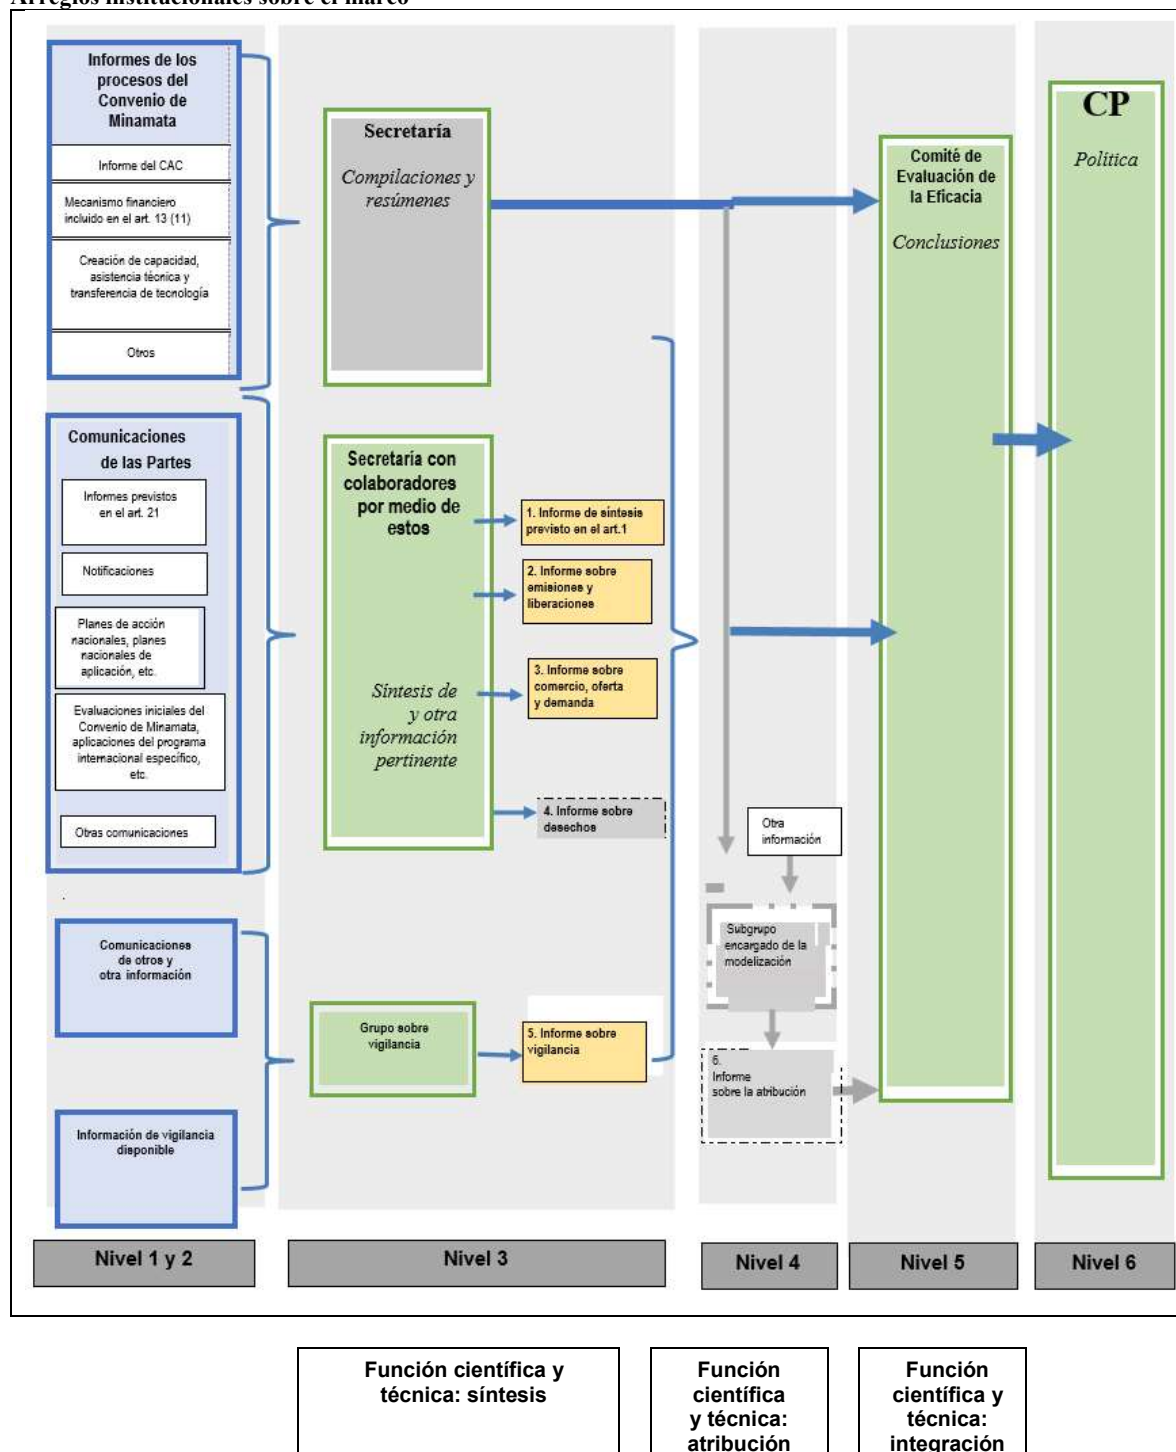 Arreglos institucionales sobre el marco
Informes de los
procesos del
Convenio de
Minamata
Informe del CAC
Mecanismo financiero
incluido en el art. 13 (11)
Creación de capacidad,
asistencia técnica y
transferencia de tecnología
Otros
Comunicaciones
de las Partes
Informes previstos
en el art. 21
Notificaciones
Planes de acción
nacionales, planes
nacionales de
aplicación, etc.
Evaluaciones iniciales del
Convenio de Minamata,
aplicaciones del programa
internacional específico,
etc.
Otras comunicaciones
Comunicaciones
de otros y
otra información
Información de vigilancia
disponible
Nivel 1 y 2
Secretaría
Compilaciones y
resúmenes
Secretaría con
colaboradores
por medio de
estos
Síntesis de
y otra
información
pertinente
1. Informe de síntesis
previsto en el art.1
2. Informe sobre
emisiones y
liberaciones
3. Informe sobre
comercio, oferta
y demanda
4. Informe sobre
desechos
Grupo sobre
vigilancia
5. Informe sobre
vigilancia
Nivel 3
Otra
información
Subgrupo
encargado de la
modelización
6.
Informe
sobre la atribución
Nivel 4
Comité de
Evaluación de
la Eficacia
Conclusiones
Nivel 5
CP
Política
Nivel 6
Función científica y
técnica: síntesis
Función
científica
y técnica:
atribución
Función
científica y
técnica:
integración